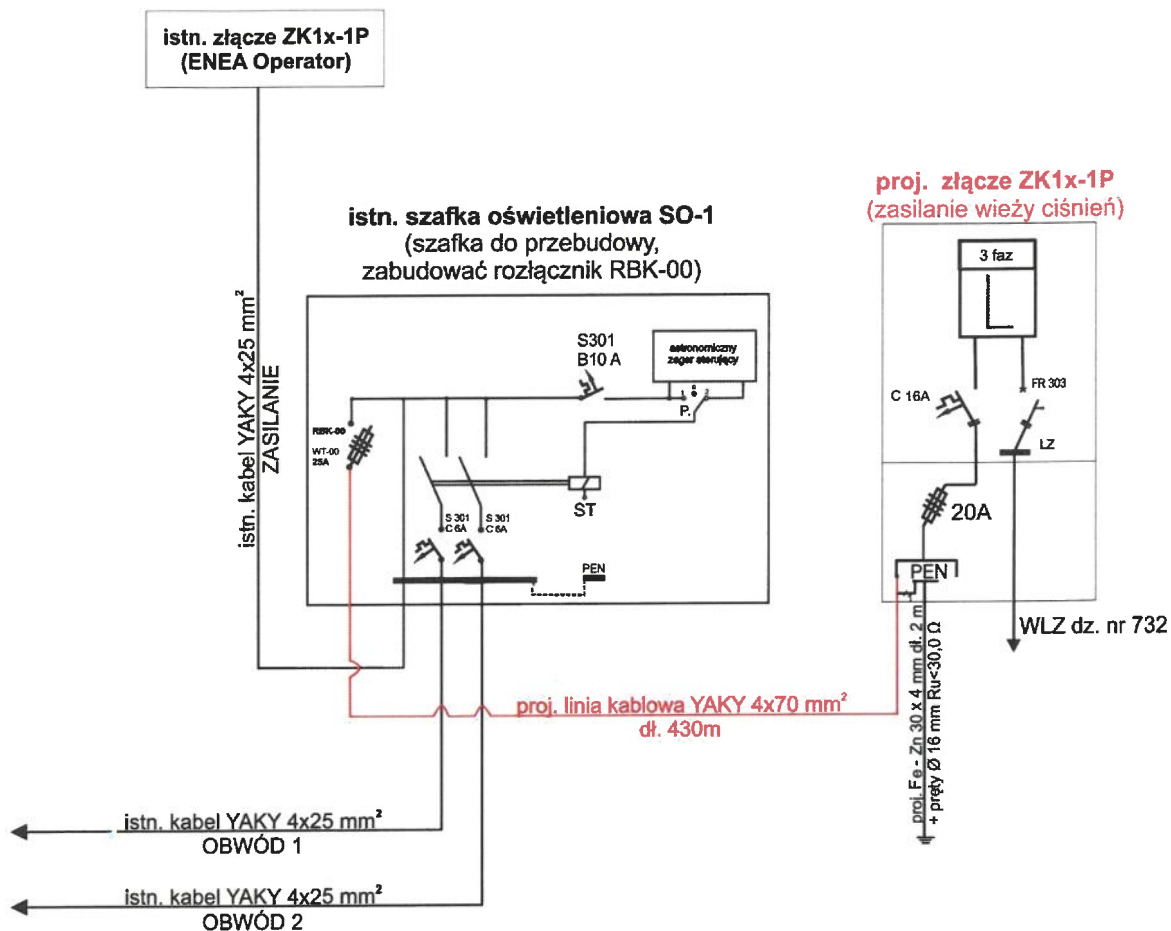 istn. złącze ZK1x-1P
(ENEA Operator)
istn. kabel YAKY 4x25 mm²
ZASILANIE
istn. szafka oświetleniowa SO-1
(szafka do przebudowy,
zabudować rozłącznik RBK-00)
S301
B10 A
astronomiczny
zegar sterujący
1
2
P.
RBK-00
WT-00
25A
ST
S 301
C 6A
S 301
C 6A
PEN
proj. złącze ZK1x-1P
(zasilanie wieży ciśnień)
3 faz
C 16A
FR 303
LZ
20A
PEN
WLZ dz. nr 732
proj. Fe - Zn 30 x 4 mm dł. 2 m
+ pręty Ø 16 mm Ru<30,0 Ω
proj. linia kablowa YAKY 4x70 mm²
dł. 430m
istn. kabel YAKY 4x25 mm²
OBWÓD 1
istn. kabel YAKY 4x25 mm²
OBWÓD 2